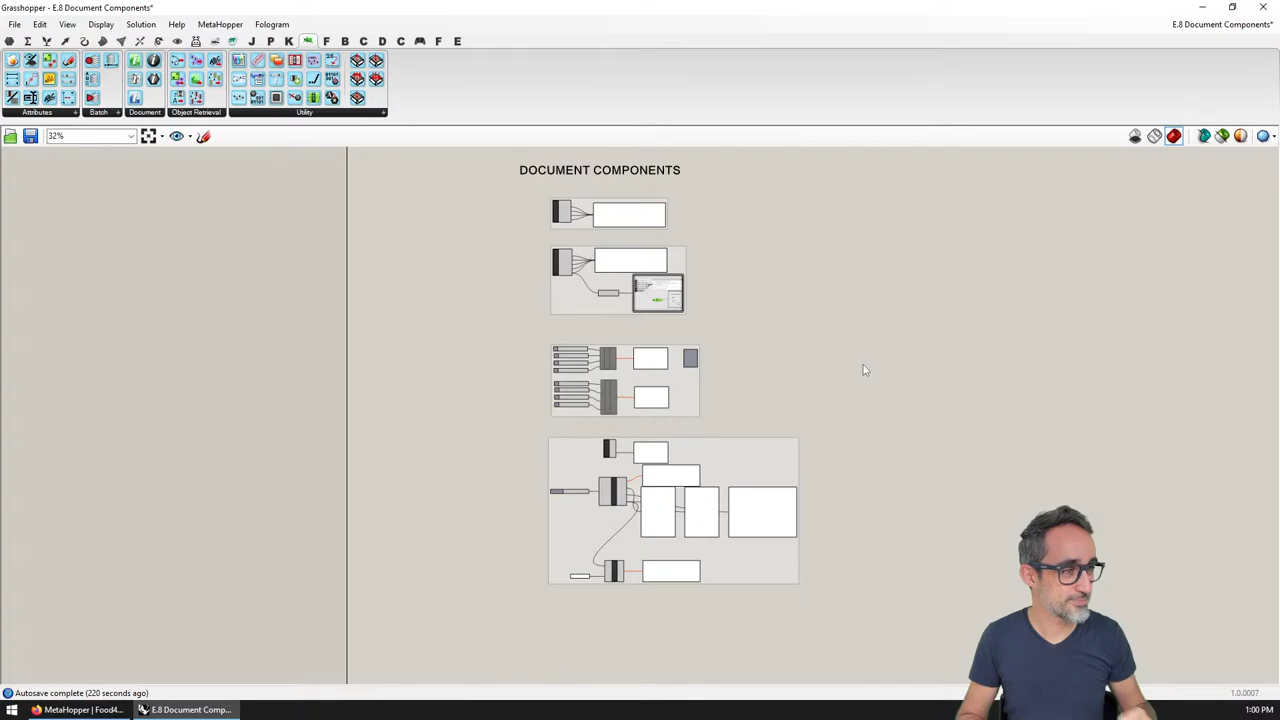 Grasshopper - E.8 Document Components*
File Edit View Display Solution Help MetaHopper Fologram
E.8 Document Components*
J P K F B C D C F E
Attributes
Batch
Document
Object Retrieval
Utility
32%
DOCUMENT COMPONENTS
Autosave complete (220 seconds ago)
1.0.0007
MetaHopper | Food4...
E.8 Document Comp...
1:00 PM